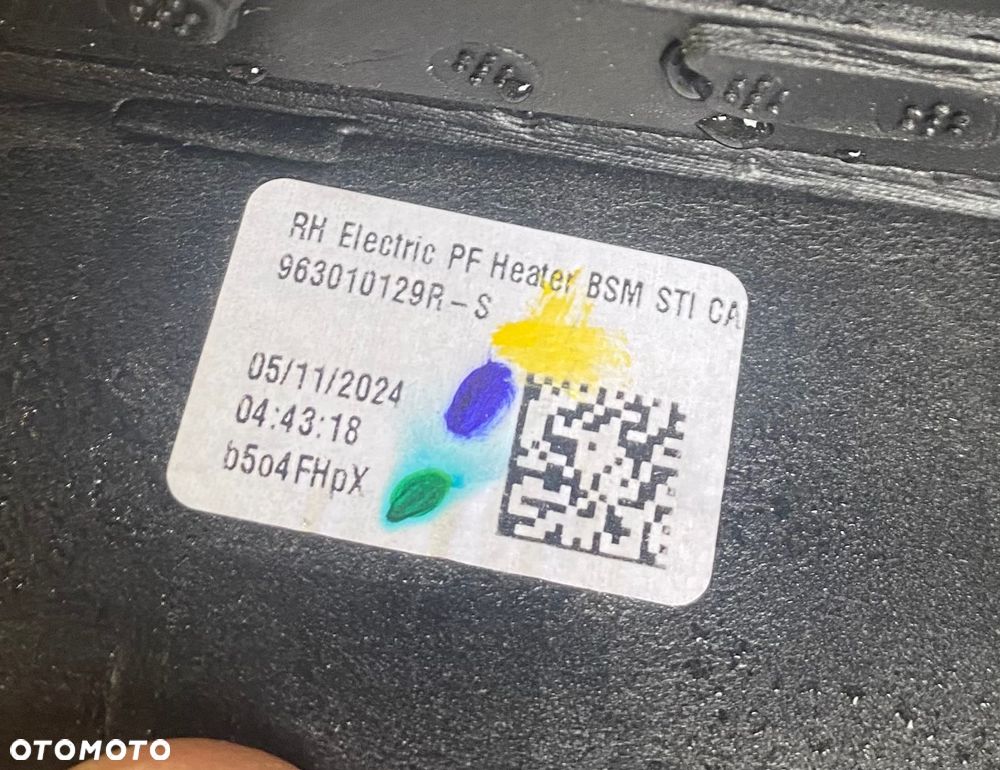 RH Electric PF Heater BSM STI CA
963010129R-S
05/11/2024
04:43:18
b5o4FHpX
OTOMOTO